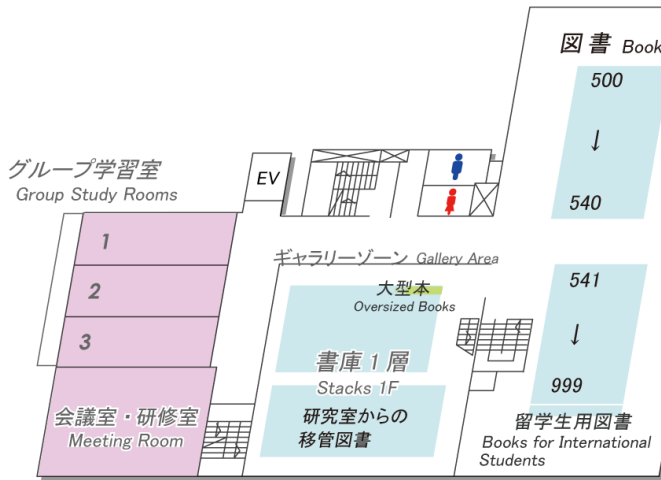 図書 Book
500
↓
540
グループ学習室
Group Study Rooms
EV
1
2
3
ギャラリーゾーン Gallery Area
大型本
Oversized Books
書庫1層
Stacks 1F
研究室からの
移管図書
会議室・研修室
Meeting Room
541
↓
999
留学生用図書
Books for International
Students